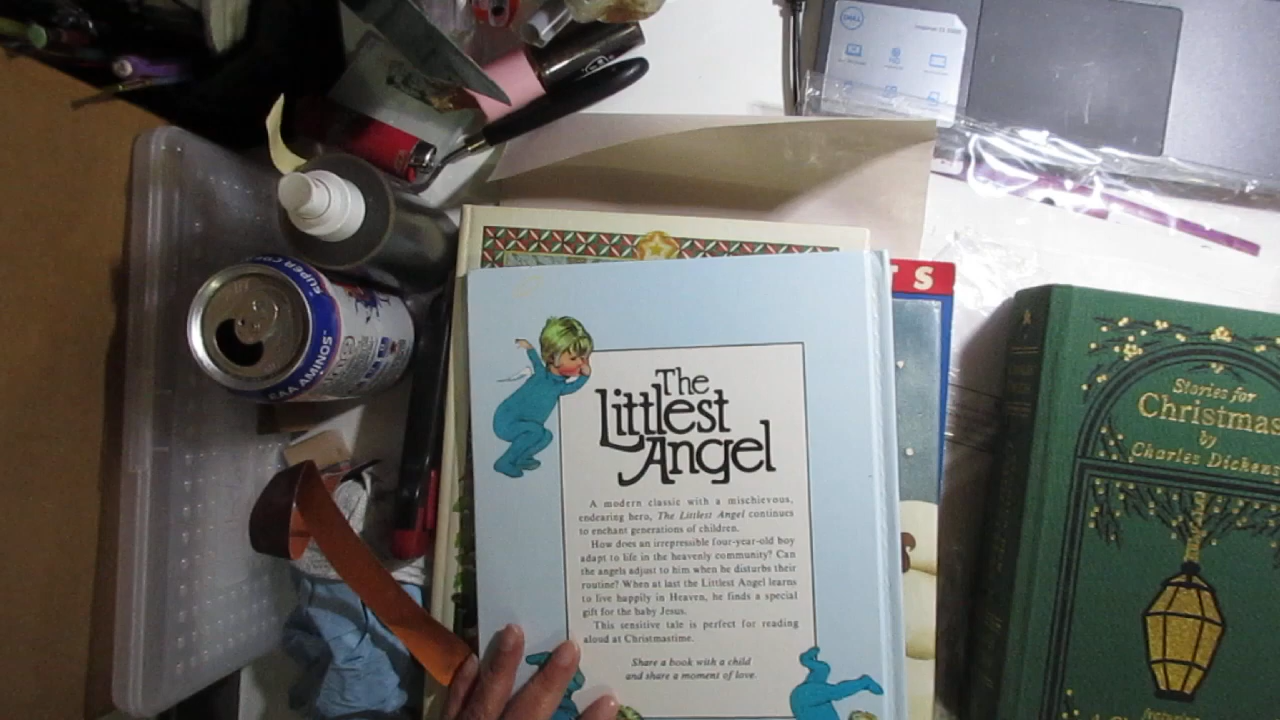 DELL
"SUPER CR
EAA AMINOS"
S
The
Littlest
Angel
A modern classic with a mischievous,
endearing hero, The Littlest Angel continues
to enchant generations of children.
How does an irrepressible four-year-old boy
adapt to life in the heavenly community? Can
the angels adjust to him when he disturbs their
routine? When at last the Littlest Angel learns
to live happily in Heaven, he finds a special
gift for the baby Jesus.
This sensitive tale is perfect for reading
aloud at Christmastime.
Share a book with a child
and share a moment of love.
Stories for
Christmas
by
Charles Dickens